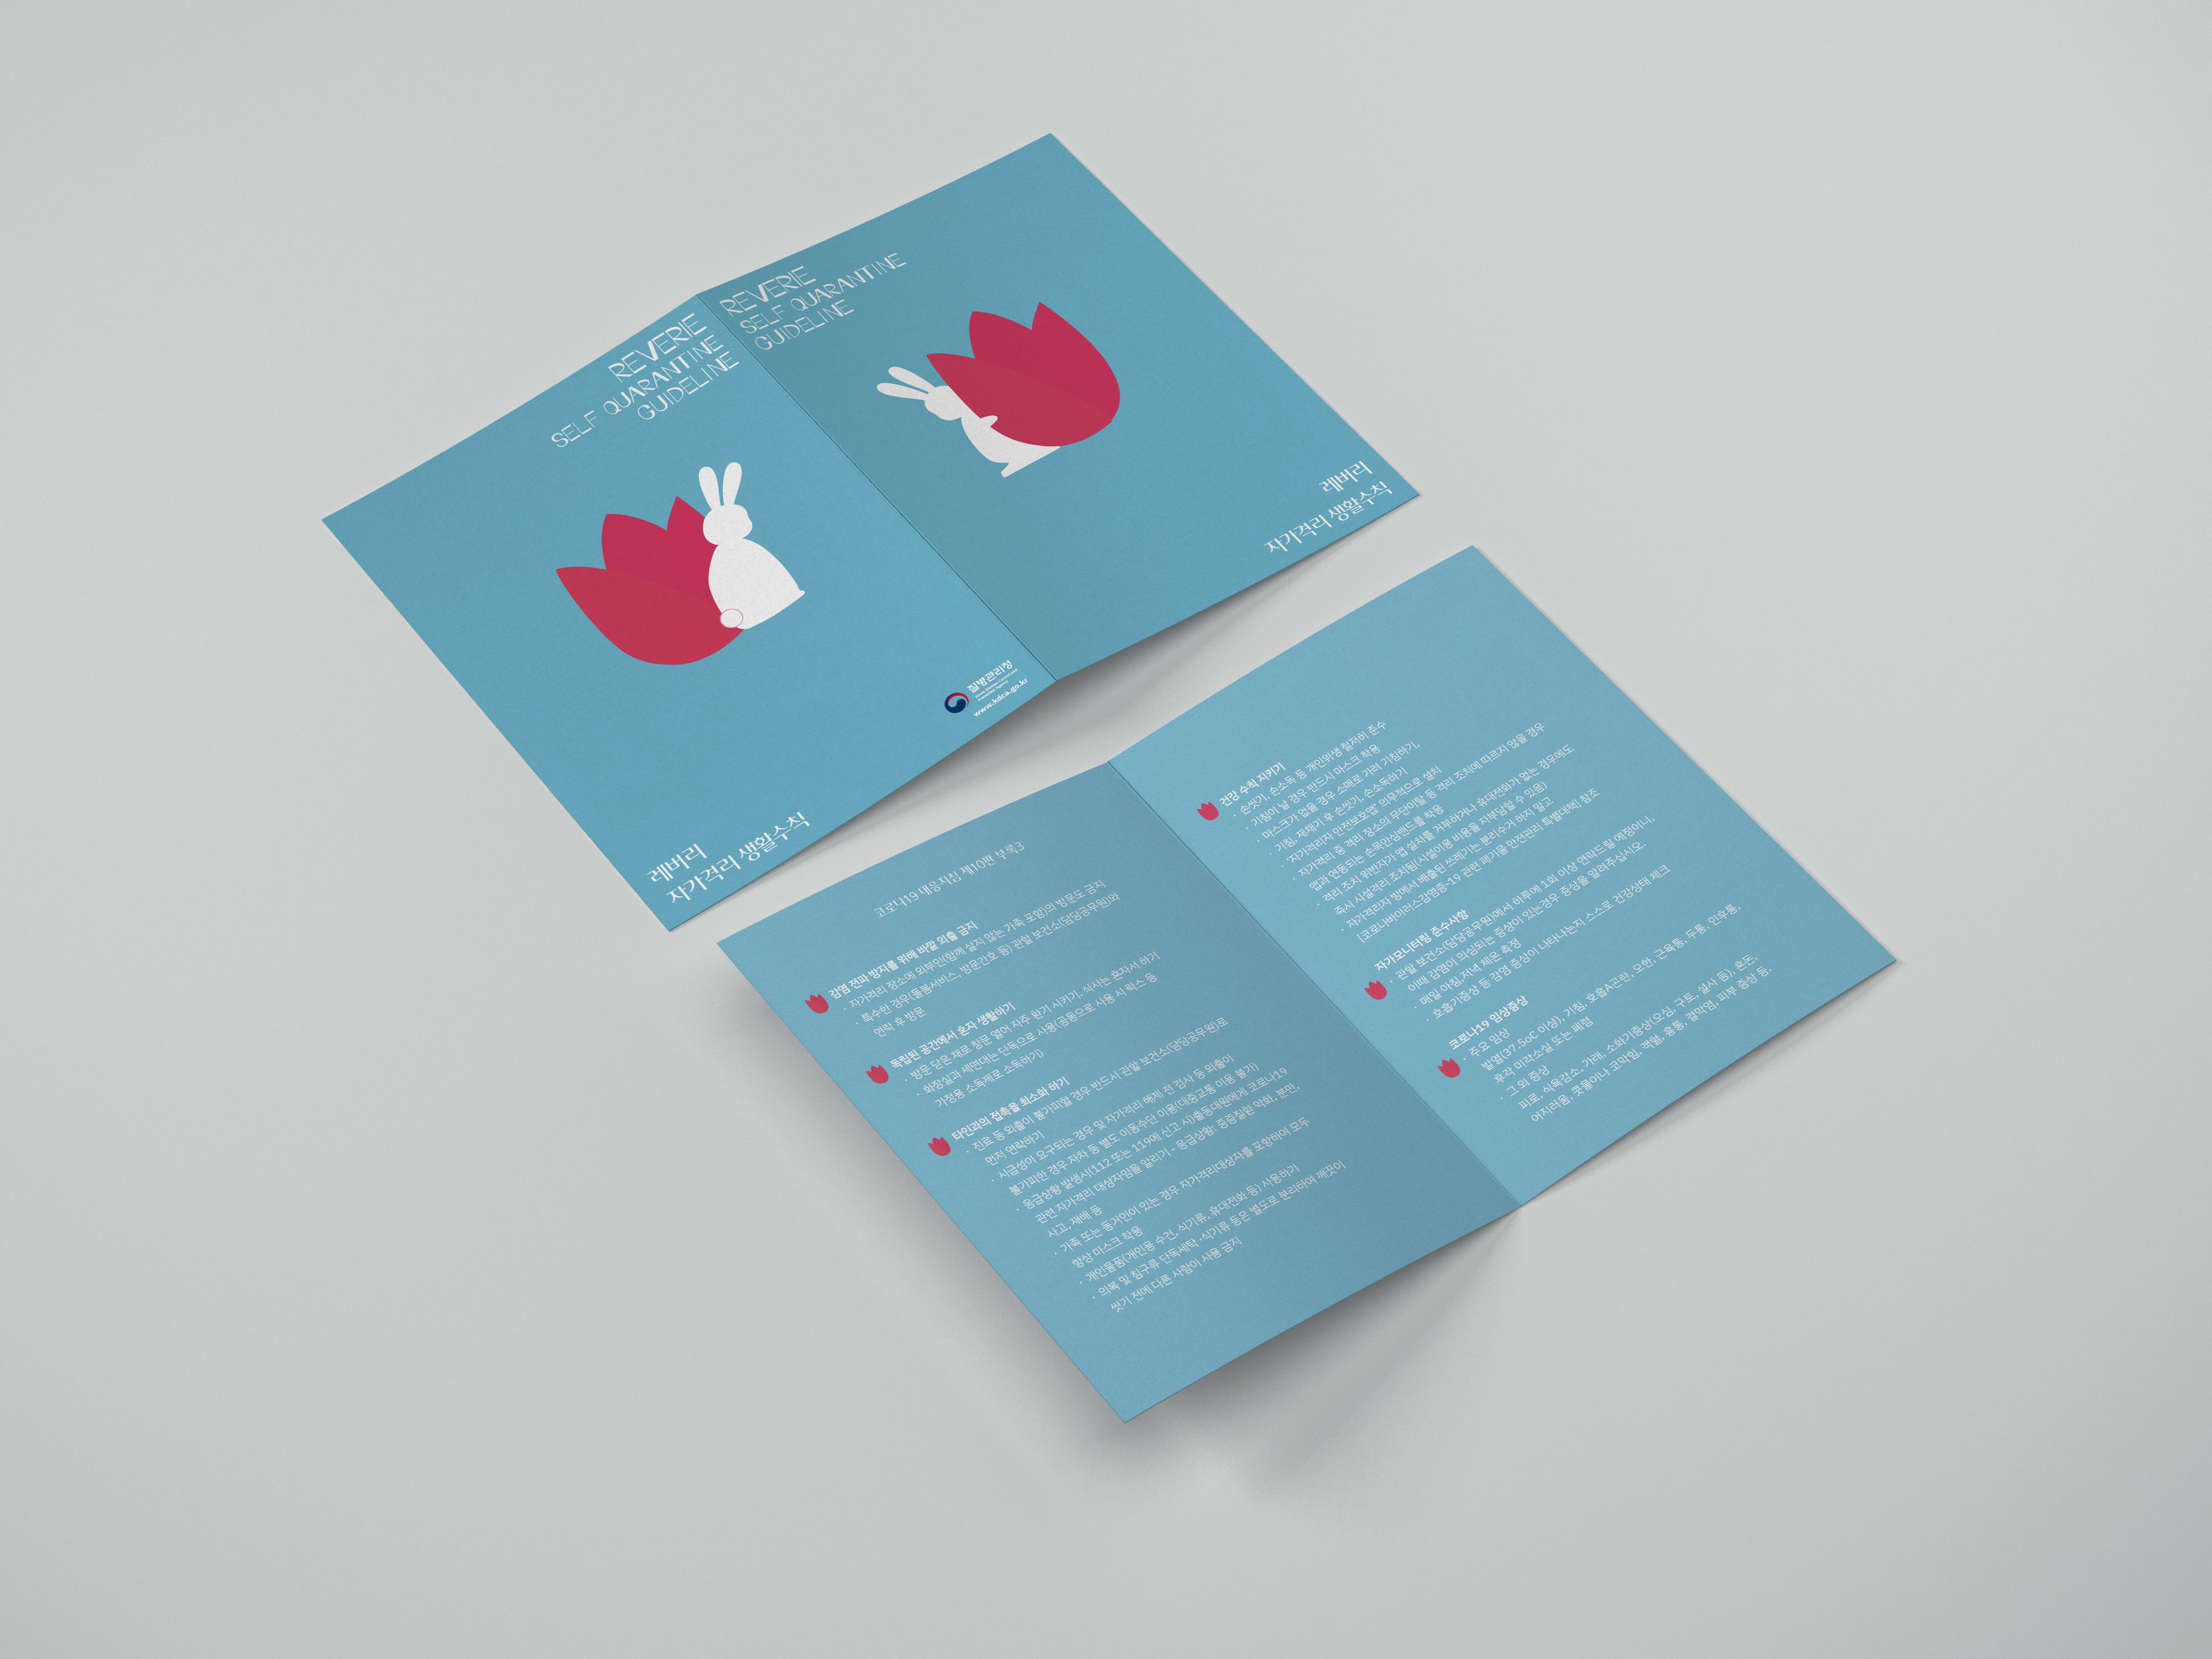 REVERIE
SELF QUARANTINE
GUIDELINE
질병관리청
www.kdca.go.kr
레버리
자가격리 생활수칙
REVERIE
SELF QUARANTINE
GUIDELINE
레버리
자가격리 생활수칙
코로나19 대응지침 제10판 부록3
감염 전파 방지를 위해 바깥 외출 금지
· 자가격리 장소에 외부인(함께 살지 않는 가족 포함)의 방문도 금지
· 특수한 경우(돌봄서비스, 방문간호 등) 관할 보건소(담당공무원)와
연락 후 방문
독립된 공간에서 혼자 생활하기
· 방문 닫은 채로 창문 열어 자주 환기 시키기, 식사는 혼자서 하기
· 화장실과 세면대는 단독으로 사용(공동으로 사용 시 락스 등
가정용 소독제로 소독하기)
타인과의 접촉을 최소화 하기
· 진료 등 외출이 불가피할 경우 반드시 관할 보건소(담당공무원)로
먼저 연락하기
· 시급성이 요구되는 경우 및 자가격리 해제 전 검사 등 외출이
불가피한 경우 자차 등 별도 이동수단 이용(대중교통 이용 불가)
· 응급상황 발생시(112 또는 119에 신고 시)출동대원에게 코로나19
관련 자가격리 대상자임을 알리기 - 응급상황- 중증질환 악화, 분만,
사고, 재해 등
· 가족 또는 동거인이 있는 경우 자가격리대상자를 포함하여 모두
항상 마스크 착용
· 개인물품(개인용 수건, 식기류, 휴대전화 등) 사용하기
· 의복 및 침구류 단독세탁 ·식기류 등은 별도로 분리하여 깨끗이
씻기 전에 다른 사람이 사용 금지
건강 수칙 지키기
· 손씻기, 손소독 등 개인위생 철저히 준수
· 기침이 날 경우 반드시 마스크 착용
· 마스크가 없을 경우 소매로 가려 기침하기,
· 기침, 재채기 후 손씻기, 손소독하기
· '자가격리자 안전보호앱' 의무적으로 설치
· 자가격리 중 격리 장소의 무단이탈 등 격리 조치에 따르지 않을 경우
앱과 연동되는 손목안심밴드를 착용
· 격리 조치 위반자가 앱 설치를 거부하거나 휴대전화가 없는 경우에도
즉시 시설격리 조치됨(시설이용 비용을 자부담할 수 있음)
· 자가격리자 방에서 배출된 쓰레기는 분리수거 하지 말고
[코로나바이러스감염증-19 관련 폐기물 안전관리 특별대책] 참조
자가모니터링 준수사항
· 관할 보건소(담당공무원)에서 하루에 1회 이상 연락드릴 예정이니,
이때 감염이 의심되는 증상이 있는경우 증상을 알려주십시오.
· 매일 아침,저녁 체온 측정
· 호흡기증상 등 감염 증상이 나타나는지 스스로 건강상태 체크
코로나19 임상증상
· 주요 임상
발열(37.5oC 이상), 기침, 호흡A곤란, 오한, 근육통, 두통, 인후통,
후각 미각소실 또는 폐렴
· 그 외 증상
피로, 식욕감소, 가래, 소화기증상(오심, 구토, 설사 등), 혼돈,
어지러움, 콧물이나 코막힘, 객혈, 흉통, 결막염, 피부 증상 등.